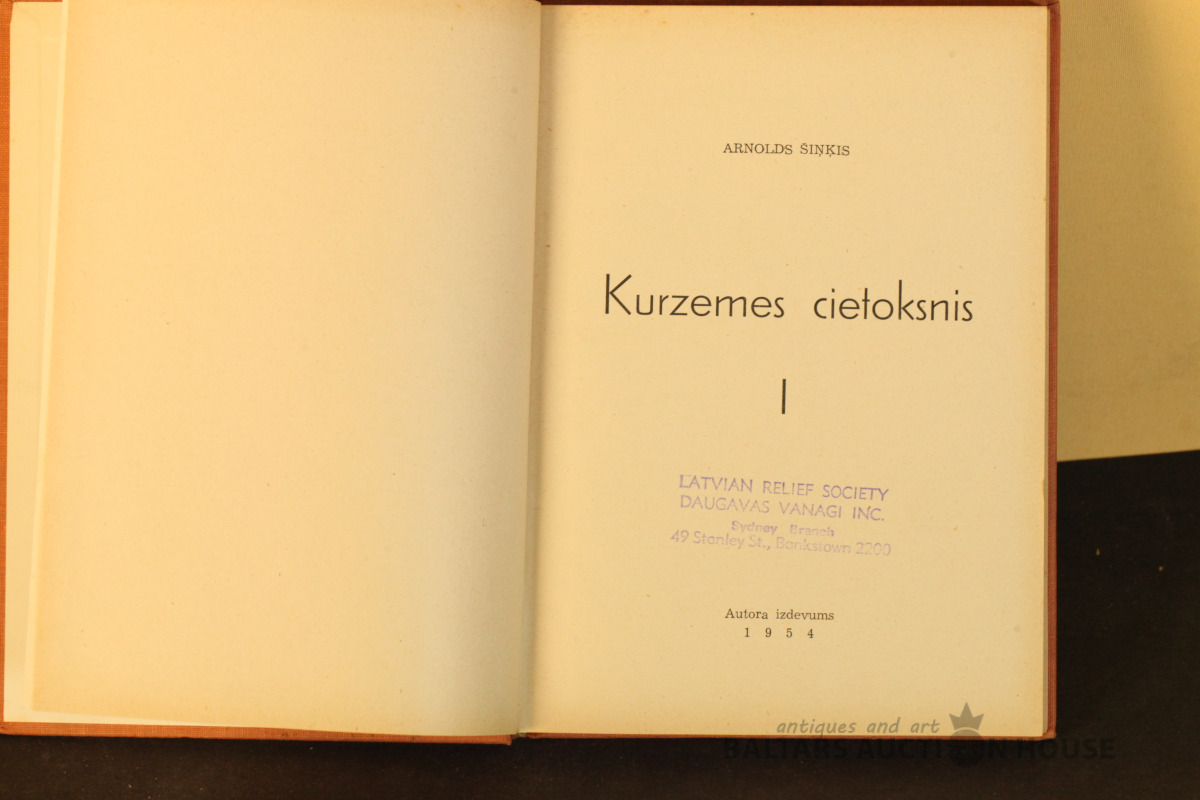 ARNOLDS ŠIŅĶIS
Kurzemes cietoksnis
I
LATVIAN RELIEF SOCIETY
DAUGAVAS VANAGI INC.
Sydney Branch
49 Stanley St., Bankstown 2200
Autora izdevums
1 9 5 4
antiques and art
BALTARS AUCTION HOUSE